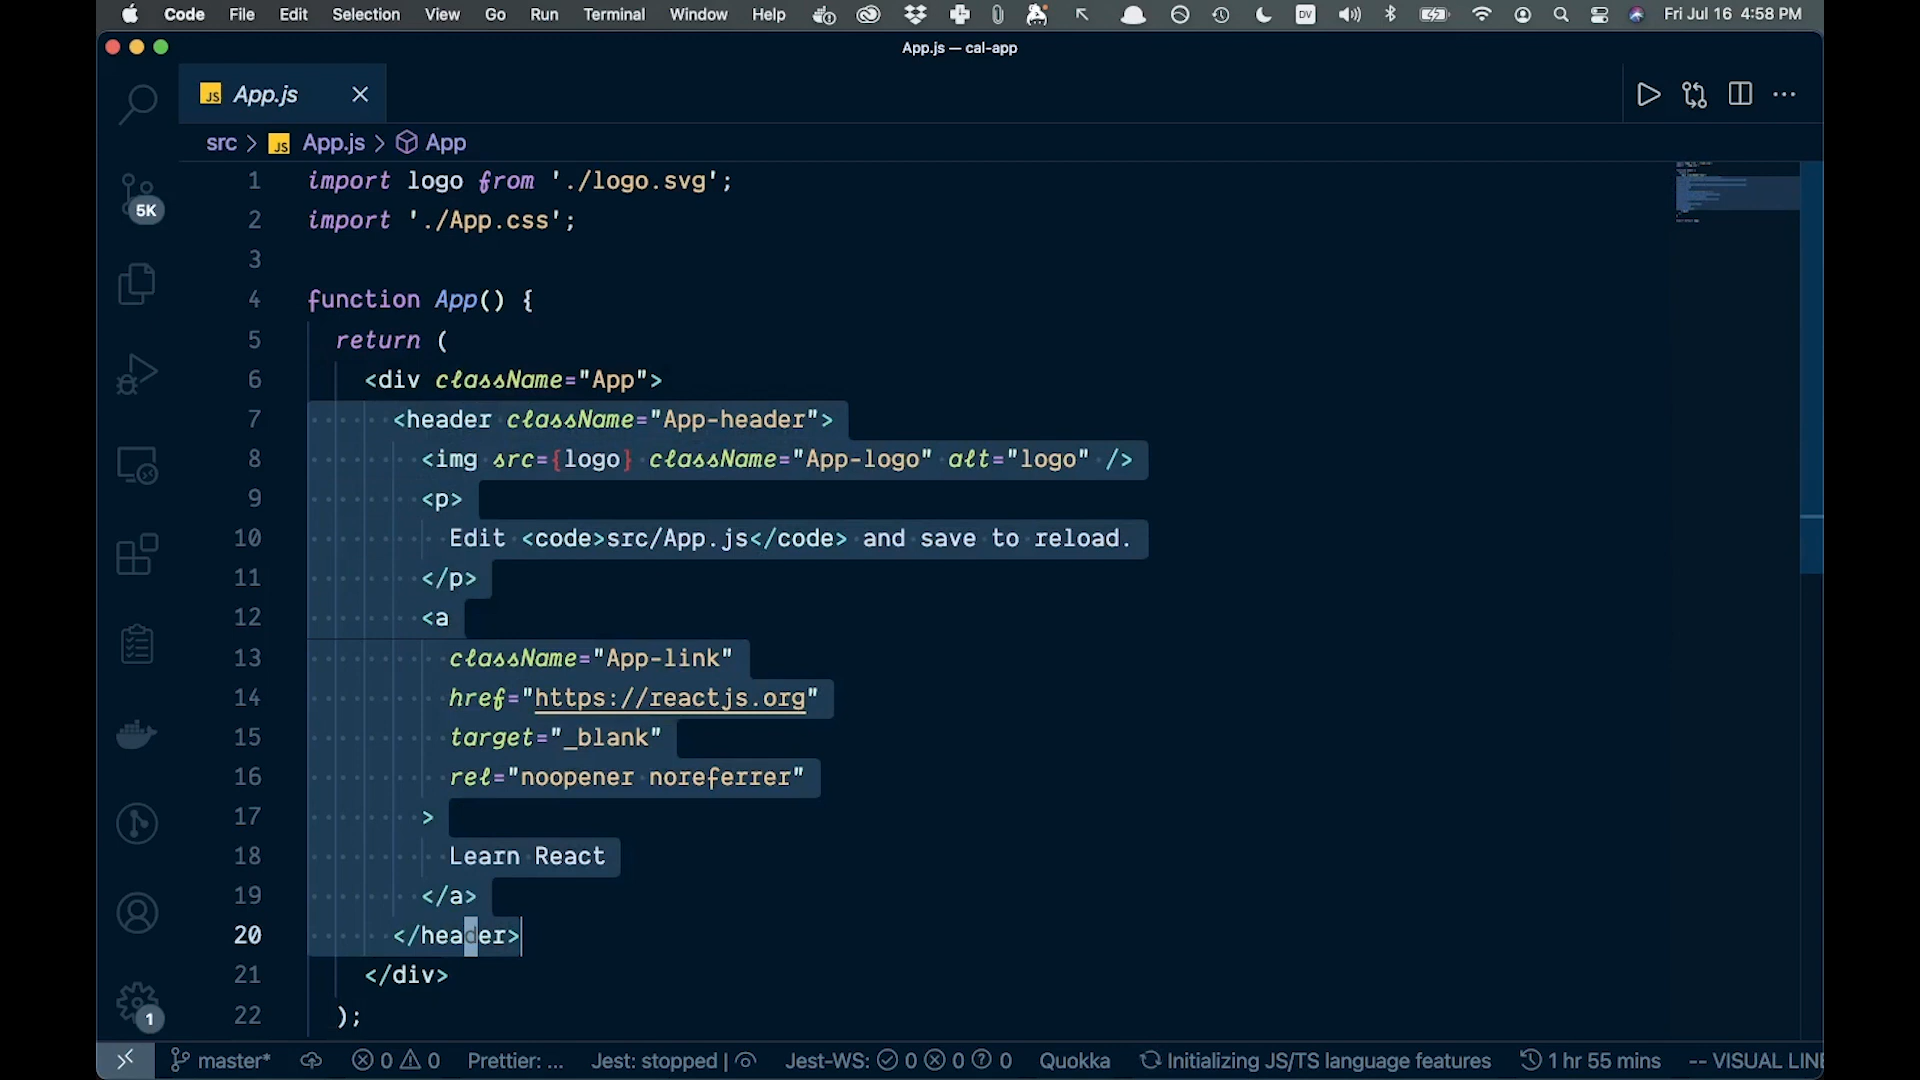 Code File Edit Selection View Go Run Terminal Window Help DV Fri Jul 16 4:58 PM
App.js — cal-app
JS App.js
src > JS App.js > App
1 import logo from './logo.svg';
2 import './App.css';
3
4 function App() {
5 return (
6 <div className="App">
7 <header className="App-header">
8 <img src={logo} className="App-logo" alt="logo" />
9 <p>
10 Edit <code>src/App.js</code> and save to reload.
11 </p>
12 <a
13 className="App-link"
14 href="https://reactjs.org"
15 target="_blank"
16 rel="noopener noreferrer"
17 >
18 Learn React
19 </a>
20 </header>
21 </div>
22 );
5K
1
master* 0 0 Prettier: ... Jest: stopped | Jest-WS: 0 0 0 Quokka Initializing JS/TS language features 1 hr 55 mins -- VISUAL LINE